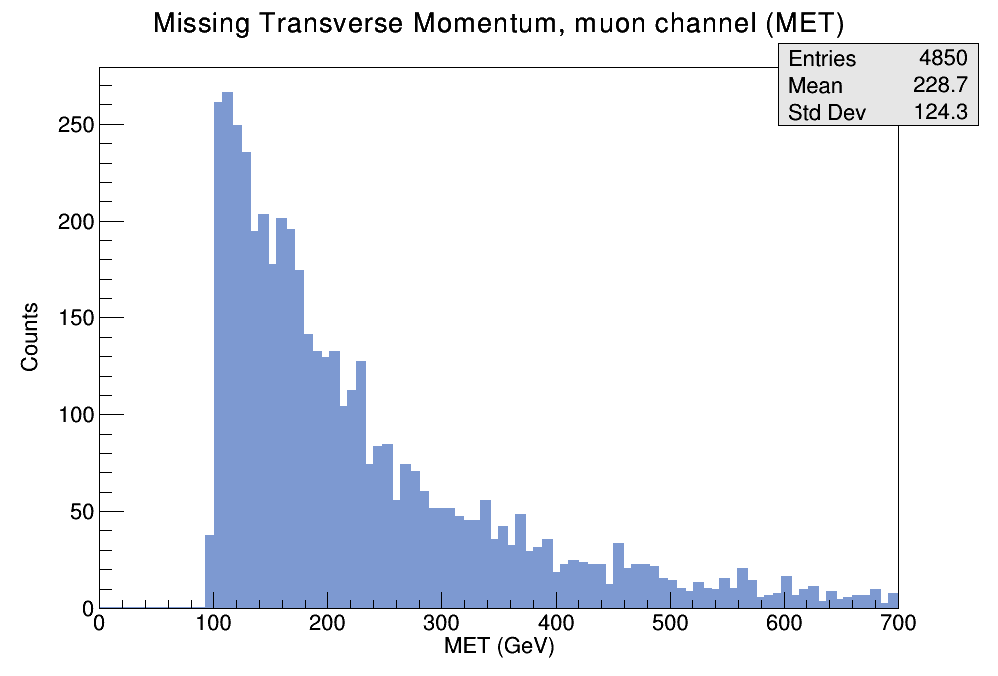 Missing Transverse Momentum, muon channel (MET)
Entries 4850
Mean 228.7
Std Dev 124.3
250
200
150
100
50
0
Counts
0 100 200 300 400 500 600 700
MET (GeV)